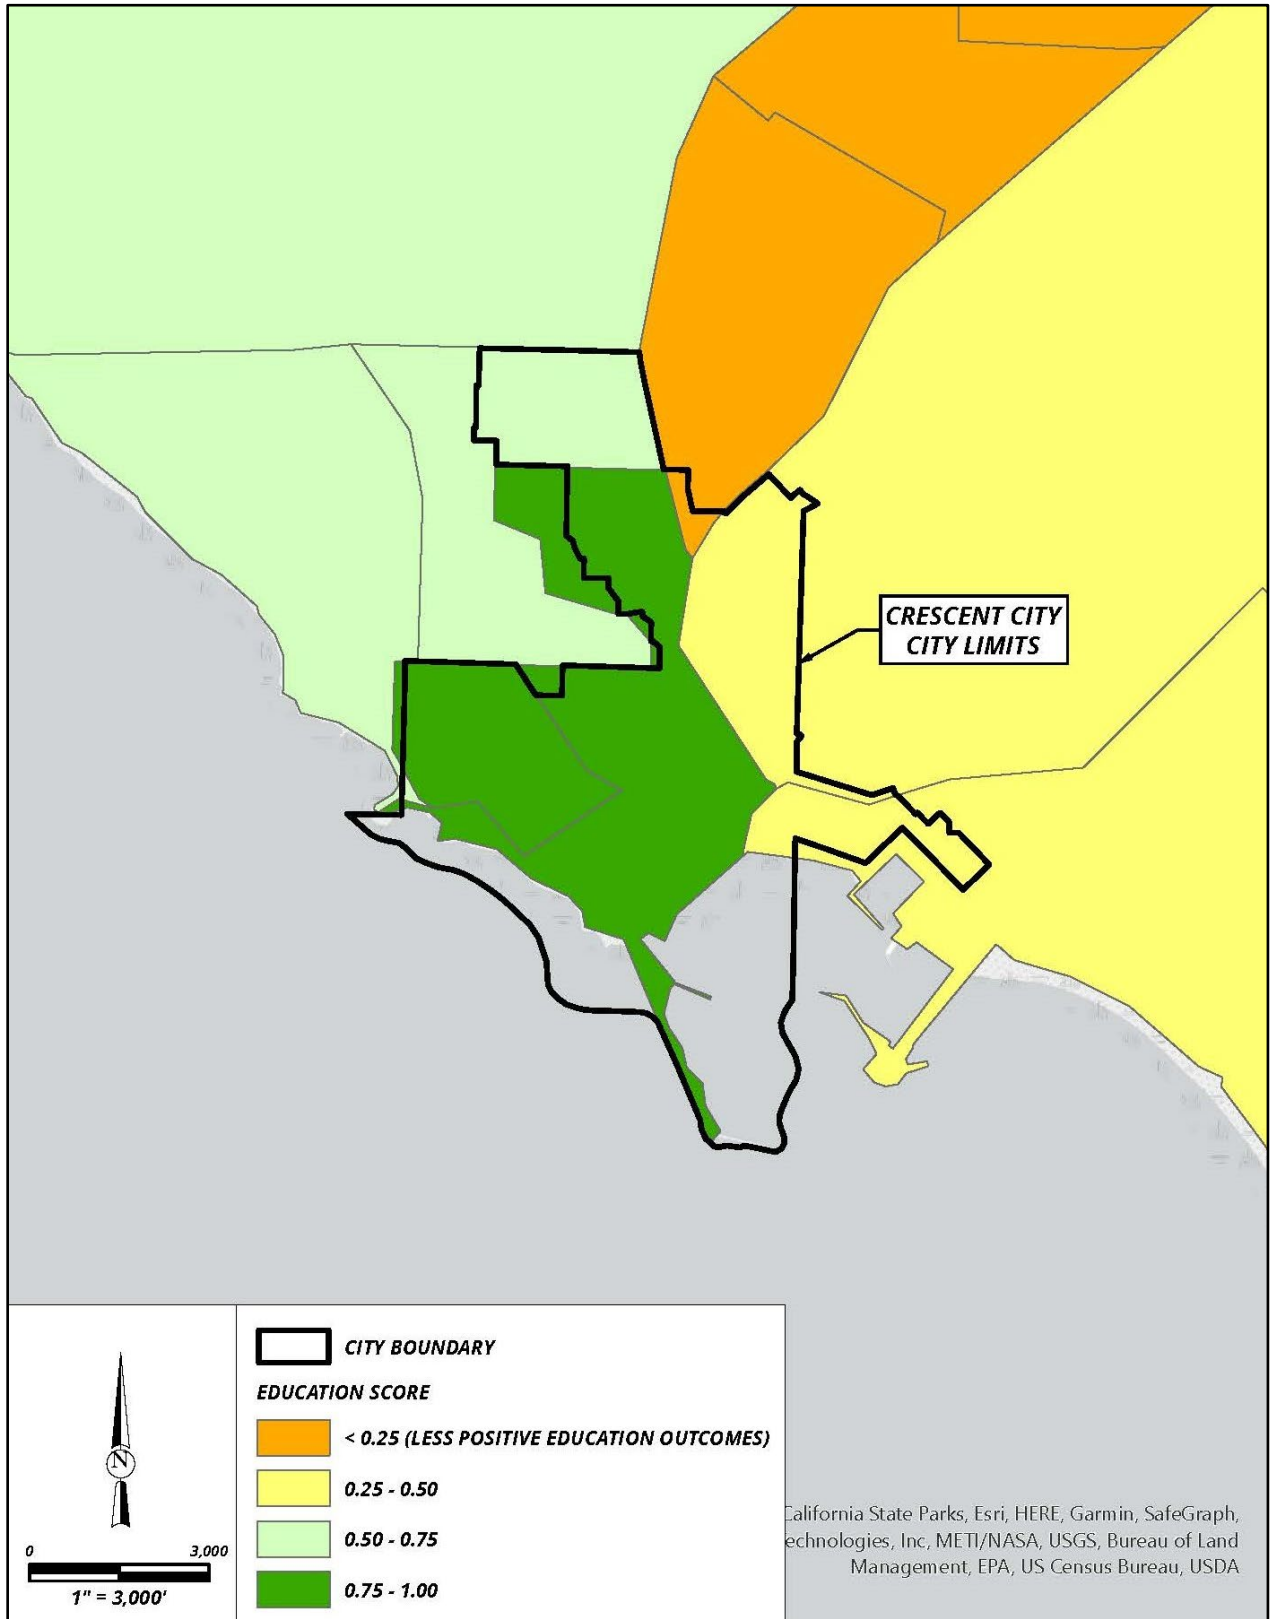 CRESCENT CITY
CITY LIMITS
CITY BOUNDARY
EDUCATION SCORE
< 0.25 (LESS POSITIVE EDUCATION OUTCOMES)
0.25 - 0.50
0.50 - 0.75
0.75 - 1.00
N
0 3,000
1" = 3,000'
California State Parks, Esri, HERE, Garmin, SafeGraph,
echnologies, Inc, METI/NASA, USGS, Bureau of Land
Management, EPA, US Census Bureau, USDA